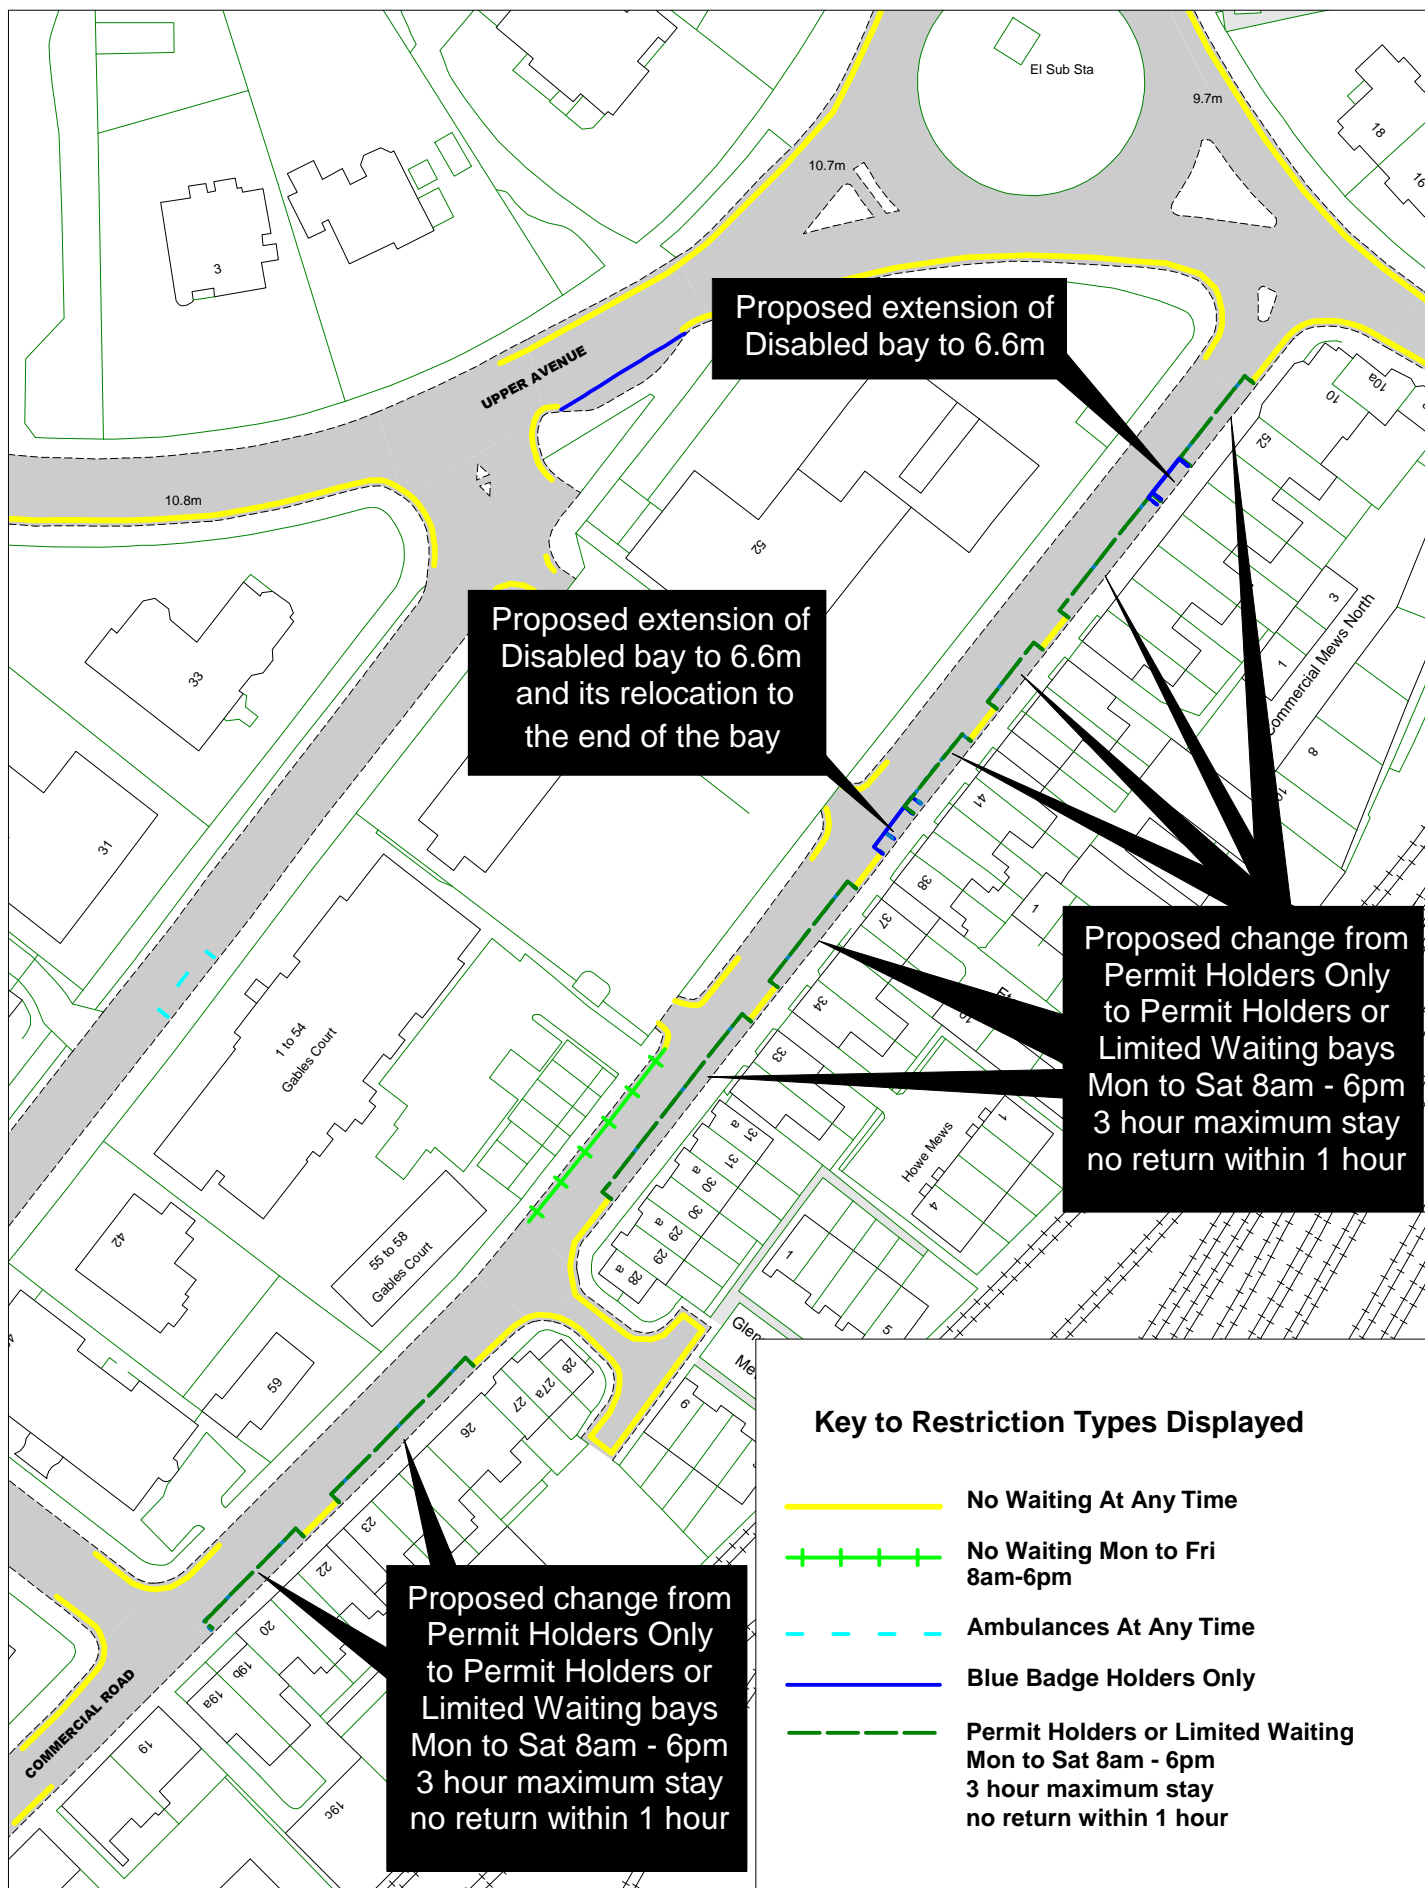 El Sub Sta
9.7m
18
16
10.7m
3
Proposed extension of
Disabled bay to 6.6m
UPPER AVENUE
10a
10
52
10.8m
52
3
1
Commercial Mews North
8
10
Proposed extension of
Disabled bay to 6.6m
and its relocation to
the end of the bay
33
31
41
38
37
1
34
33
10
Proposed change from
Permit Holders Only
to Permit Holders or
Limited Waiting bays
Mon to Sat 8am - 6pm
3 hour maximum stay
no return within 1 hour
1 to 54
Gables Court
Howe Mews
1
4
31
a
31
30
a
30
29
a
29
28
a
1
5
42
55 to 58
Gables Court
59
28
27a
27
26
6
23
22
20
19b
19a
19
19c
COMMERCIAL ROAD
Proposed change from
Permit Holders Only
to Permit Holders or
Limited Waiting bays
Mon to Sat 8am - 6pm
3 hour maximum stay
no return within 1 hour
Key to Restriction Types Displayed
No Waiting At Any Time
No Waiting Mon to Fri
8am-6pm
Ambulances At Any Time
Blue Badge Holders Only
Permit Holders or Limited Waiting
Mon to Sat 8am - 6pm
3 hour maximum stay
no return within 1 hour